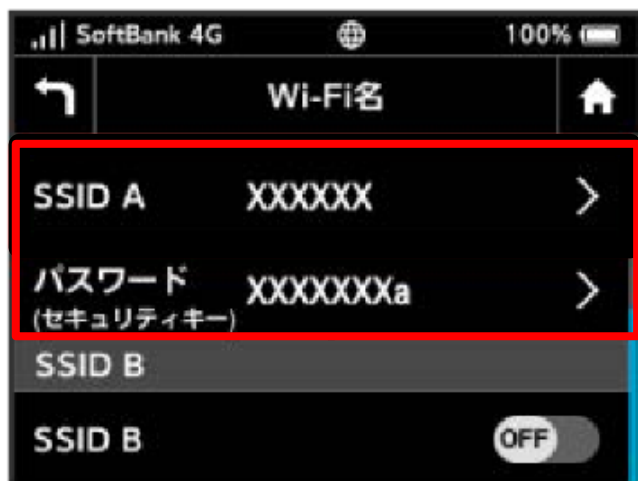 SoftBank 4G 100%
Wi-Fi名
SSID A XXXXXX
パスワード XXXXXXXa
(セキュリティキー)
SSID B
SSID B OFF